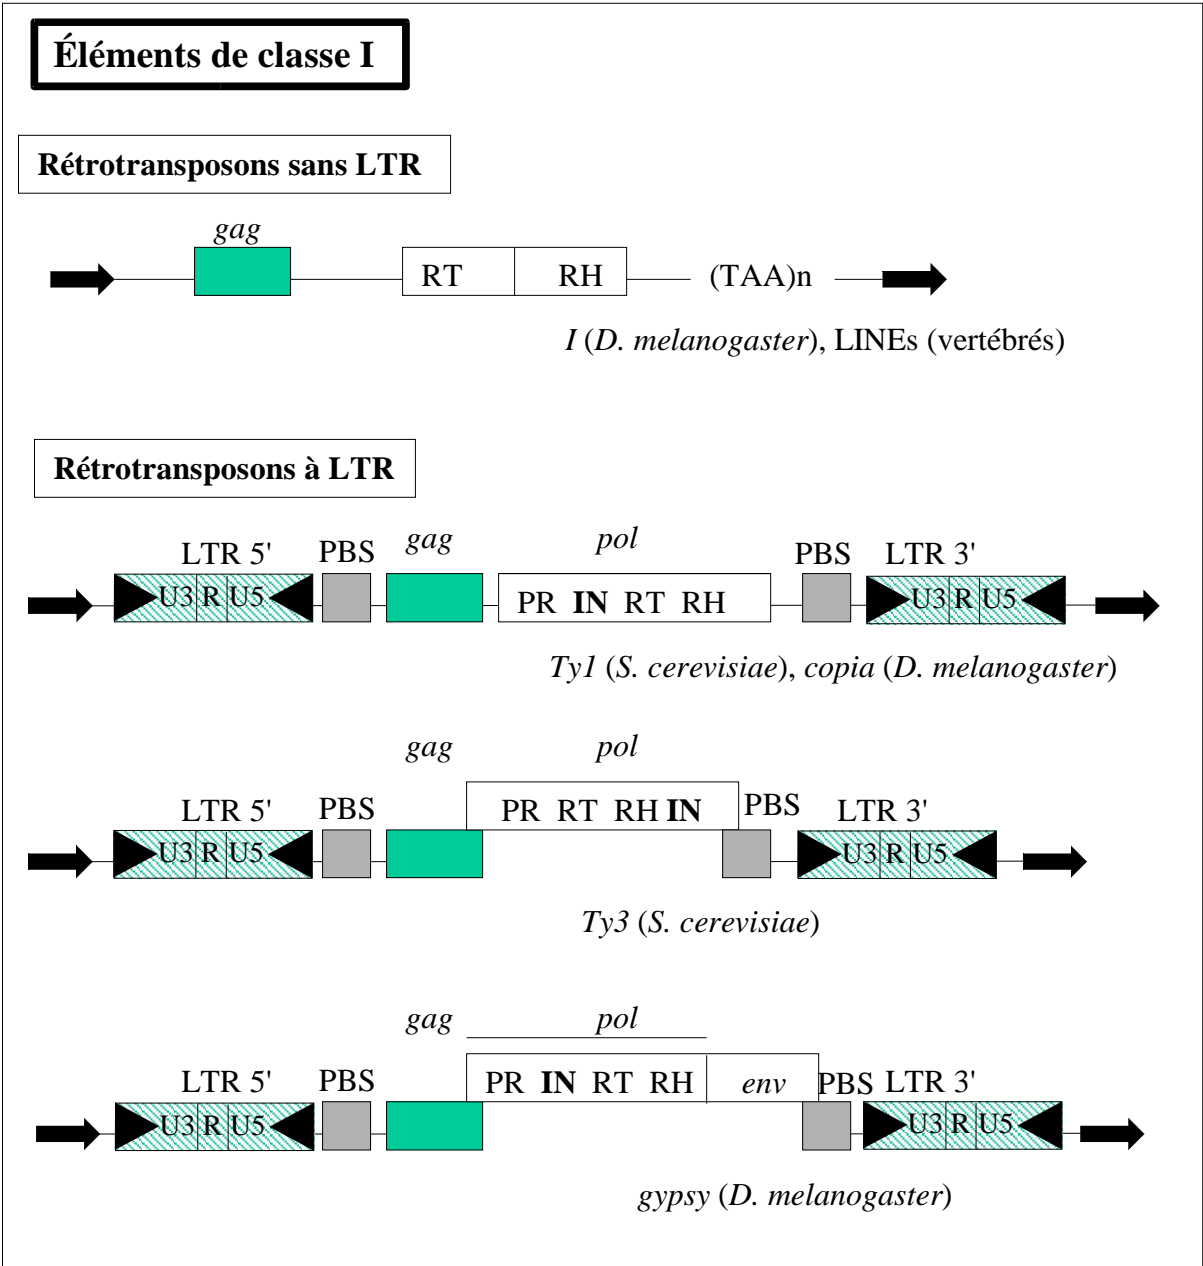 Éléments de classe I
Rétrotransposons sans LTR
gag
RT RH (TAA)n
I (D. melanogaster), LINEs (vertébrés)
Rétrotransposons à LTR
LTR 5' PBS gag pol PBS LTR 3'
U3 R U5 PR IN RT RH U3 R U5
Ty1 (S. cerevisiae), copia (D. melanogaster)
gag pol
LTR 5' PBS PR RT RH IN PBS LTR 3'
U3 R U5 U3 R U5
Ty3 (S. cerevisiae)
gag pol
LTR 5' PBS PR IN RT RH env PBS LTR 3'
U3 R U5 U3 R U5
gypsy (D. melanogaster)